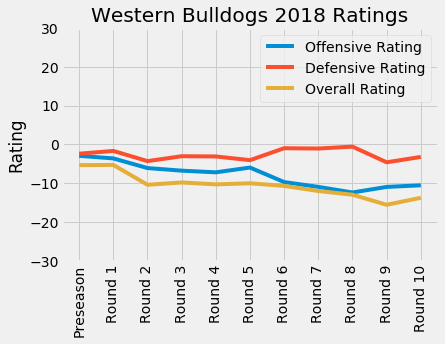 Western Bulldogs 2018 Ratings
Offensive Rating
Defensive Rating
Overall Rating
Rating
30
20
10
0
−10
−20
−30
Preseason
Round 1
Round 2
Round 3
Round 4
Round 5
Round 6
Round 7
Round 8
Round 9
Round 10